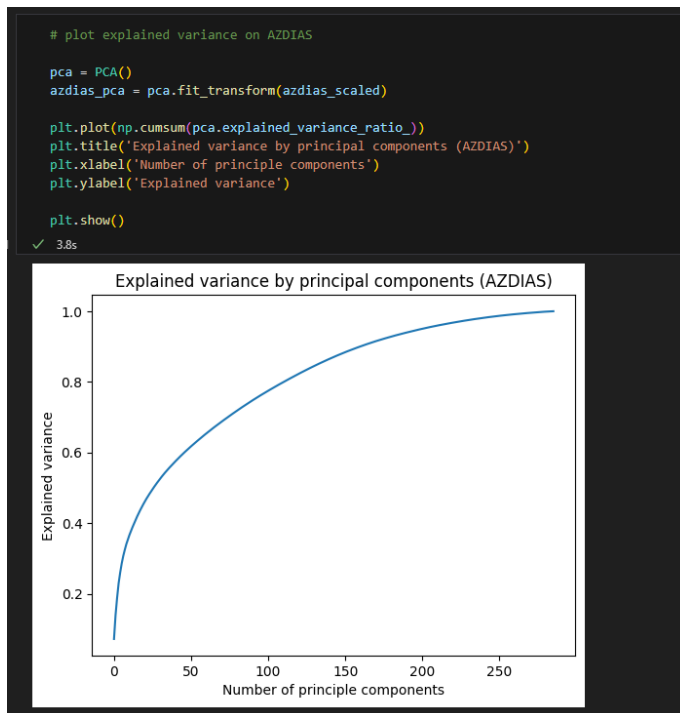 # plot explained variance on AZDIAS
pca = PCA()
azdias_pca = pca.fit_transform(azdias_scaled)
plt.plot(np.cumsum(pca.explained_variance_ratio_))
plt.title('Explained variance by principal components (AZDIAS)')
plt.xlabel('Number of principle components')
plt.ylabel('Explained variance')
plt.show()
3.8s
Explained variance by principal components (AZDIAS)
1.0
0.8
0.6
0.4
0.2
Explained variance
0 50 100 150 200 250
Number of principle components